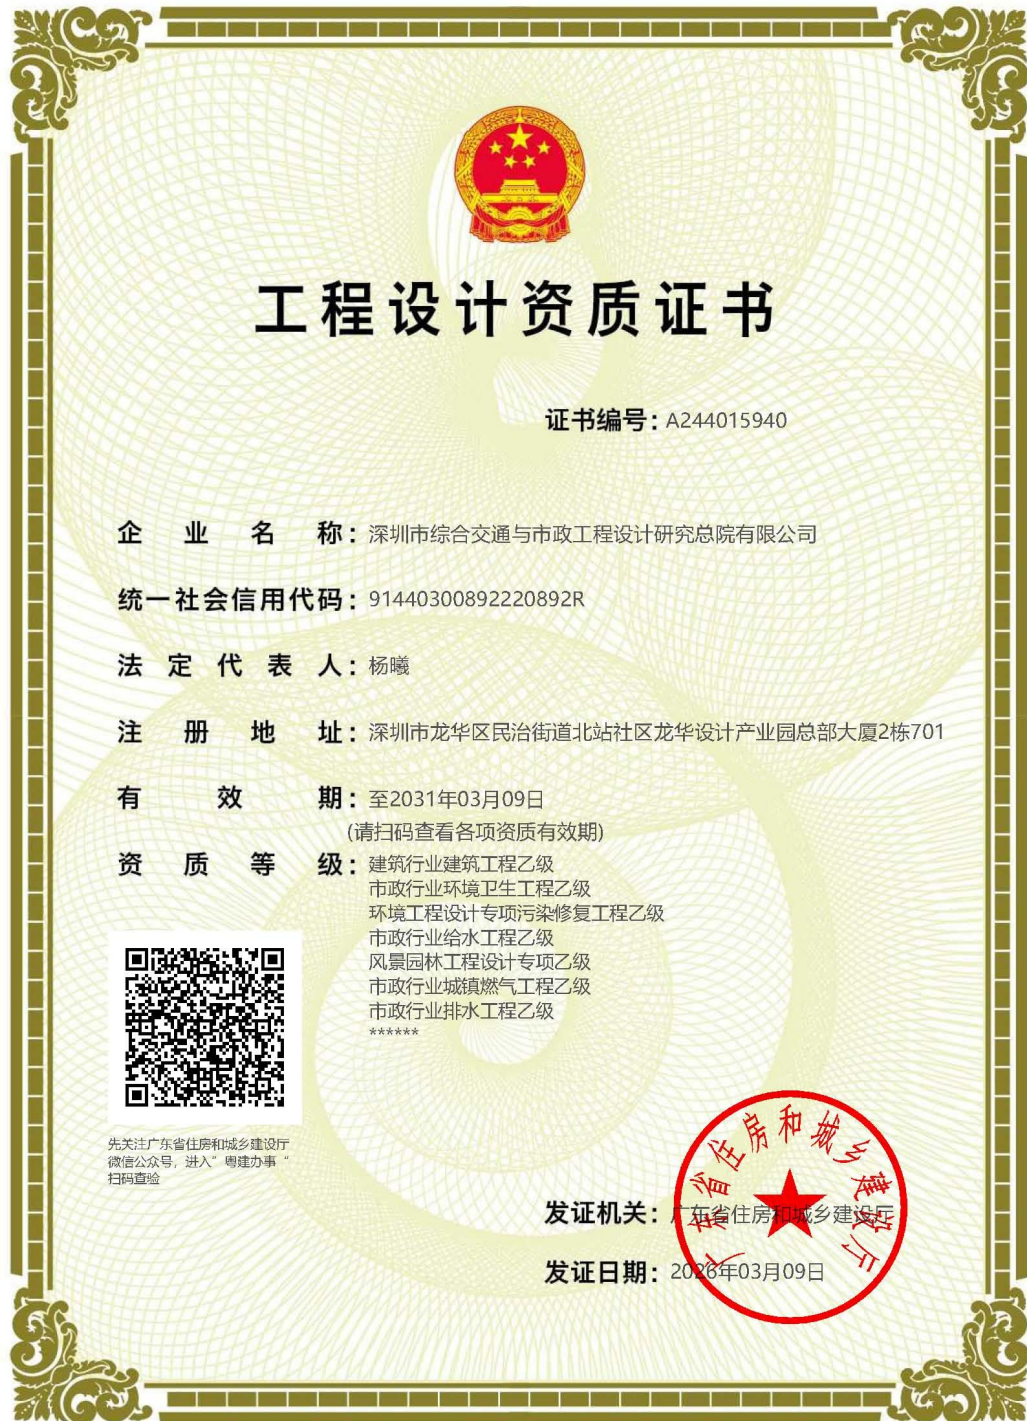 工程设计资质证书
证书编号：A244015940
企业名称：深圳市综合交通与市政工程设计研究总院有限公司
统一社会信用代码：91440300892220892R
法定代表人：杨曦
注册地址：深圳市龙华区民治街道北站社区龙华设计产业园总部大厦2栋701
有效期：至2031年03月09日
(请扫码查看各项资质有效期)
资质等级：建筑行业建筑工程乙级
市政行业环境卫生工程乙级
环境工程设计专项污染修复工程乙级
市政行业给水工程乙级
风景园林工程设计专项乙级
市政行业城镇燃气工程乙级
市政行业排水工程乙级
******
先关注广东省住房和城乡建设厅
微信公众号，进入”粤建办事“
扫码查验
发证机关：广东省住房和城乡建设厅
发证日期：2026年03月09日
广东省住房和城乡建设厅